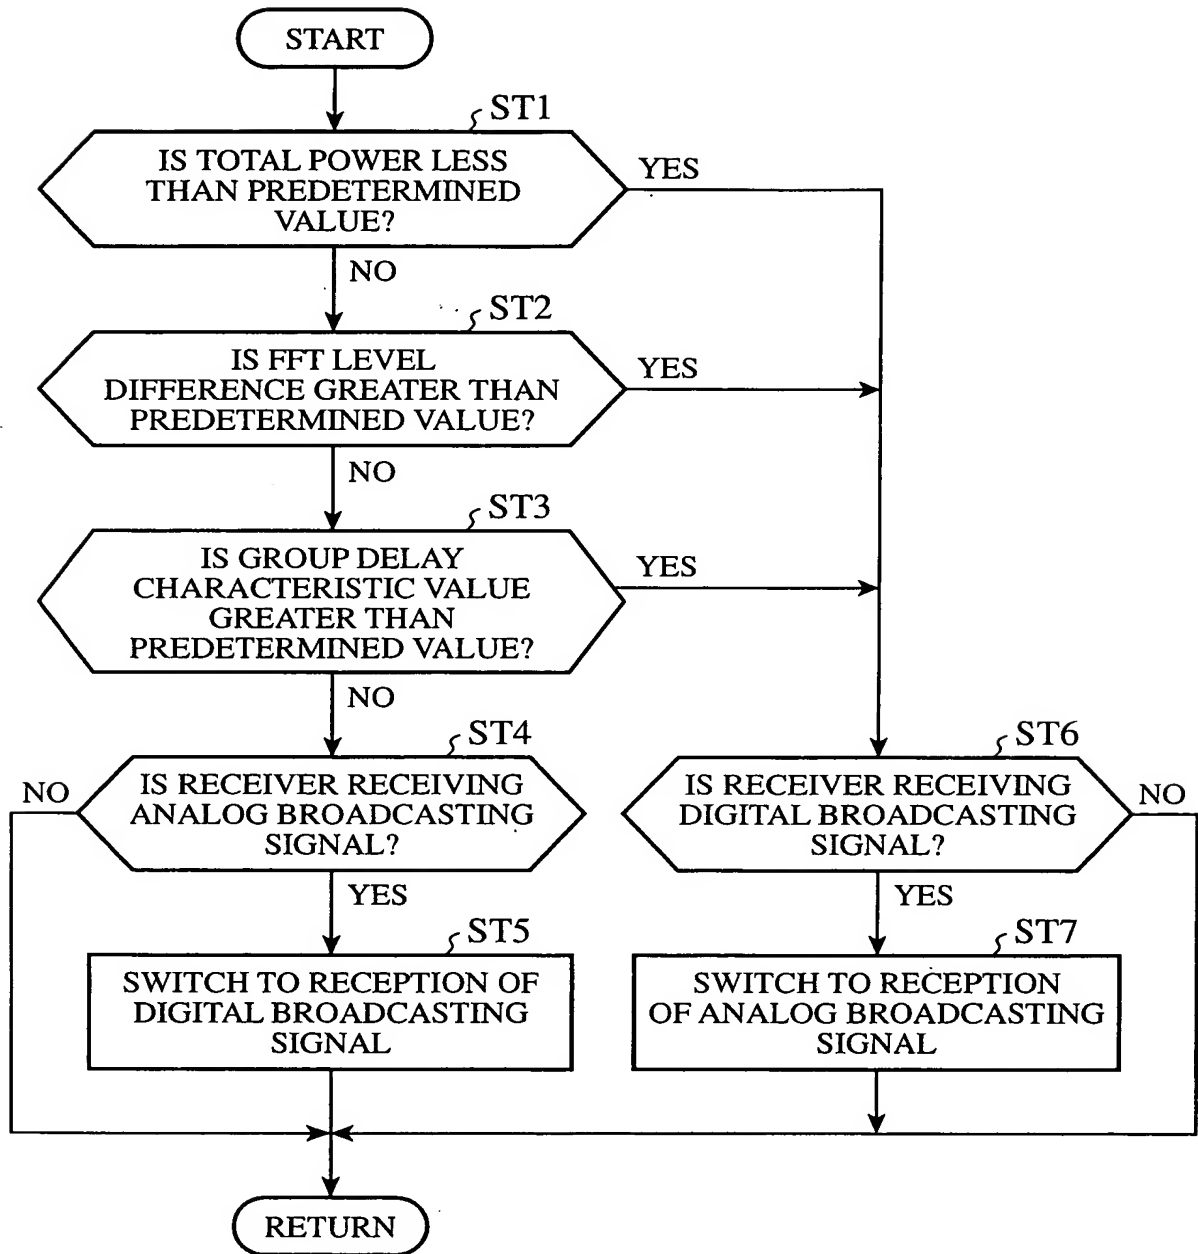 START
ST1
IS TOTAL POWER LESS
THAN PREDETERMINED
VALUE?
YES
NO
ST2
IS FFT LEVEL
DIFFERENCE GREATER THAN
PREDETERMINED VALUE?
YES
NO
ST3
IS GROUP DELAY
CHARACTERISTIC VALUE
GREATER THAN
PREDETERMINED VALUE?
YES
NO
ST4
NO
IS RECEIVER RECEIVING
ANALOG BROADCASTING
SIGNAL?
YES
ST5
SWITCH TO RECEPTION OF
DIGITAL BROADCASTING
SIGNAL
ST6
IS RECEIVER RECEIVING
DIGITAL BROADCASTING
SIGNAL?
NO
YES
ST7
SWITCH TO RECEPTION
OF ANALOG BROADCASTING
SIGNAL
RETURN